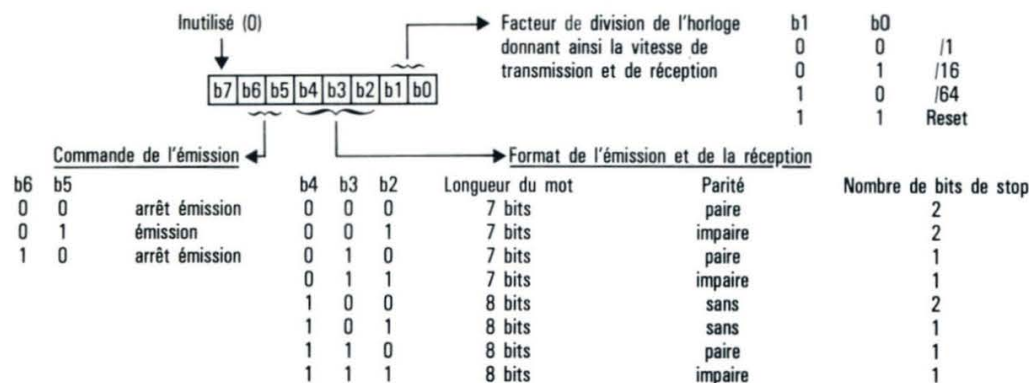 Inutilisé (0)
Facteur de division de l'horloge b1 b0
donnant ainsi la vitesse de 0 0 /1
transmission et de réception 0 1 /16
1 0 /64
1 1 Reset
b7 b6 b5 b4 b3 b2 b1 b0
Commande de l'émission Format de l'émission et de la réception
b6 b5 b4 b3 b2 Longueur du mot Parité Nombre de bits de stop
0 0 arrêt émission 0 0 0 7 bits paire 2
0 1 émission 0 0 1 7 bits impaire 2
1 0 arrêt émission 0 1 0 7 bits paire 1
0 1 1 7 bits impaire 1
1 0 0 8 bits sans 2
1 0 1 8 bits sans 1
1 1 0 8 bits paire 1
1 1 1 8 bits impaire 1